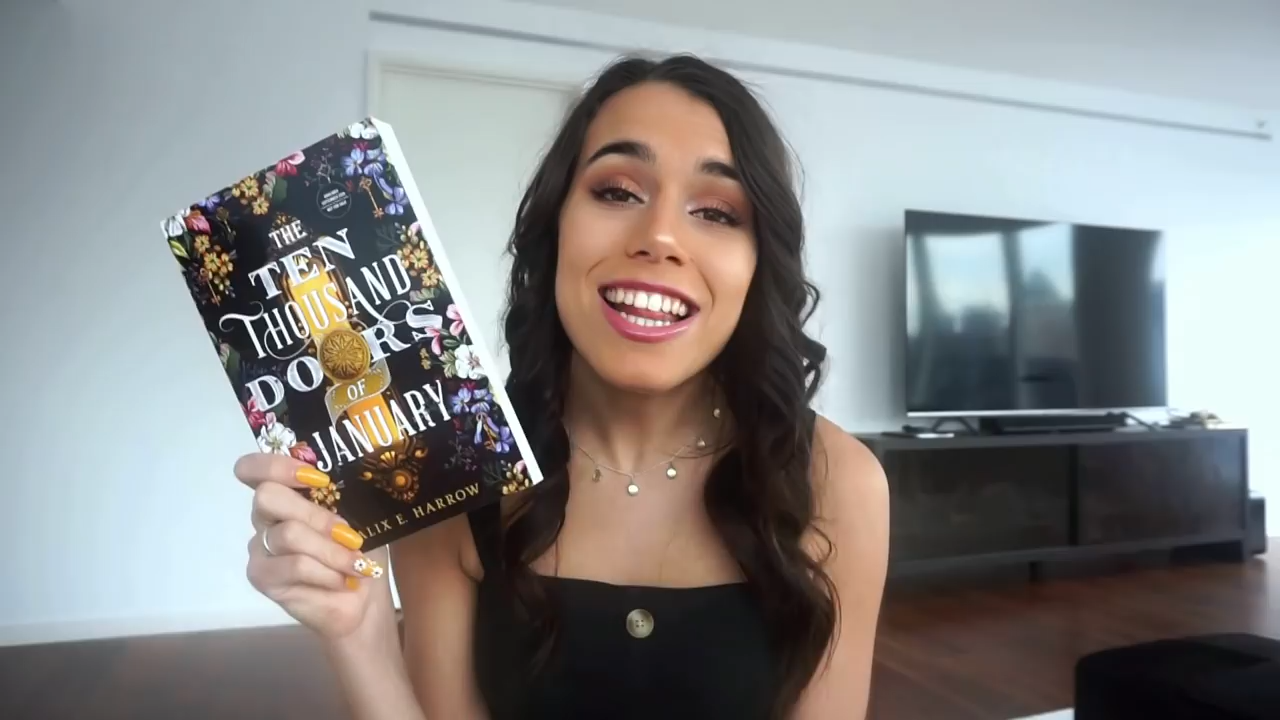 THE
TEN
THOUSAND
DOORS
OF
JANUARY
ALIX E. HARROW